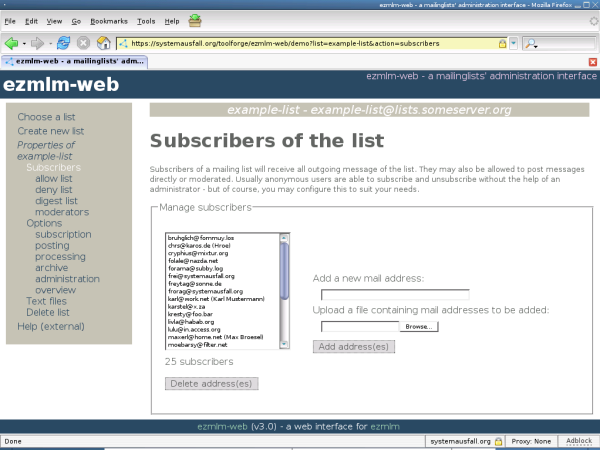 ezmlm-web - a mailinglists' administration interface - Mozilla Firefox
File Edit View Go Bookmarks Tools Help
https://systemausfall.org/toolforge/ezmlm-web/demo?list=example-list&action=subscribers
ezmlm-web - a mailinglists' adm...
ezmlm-web
ezmlm-web - a mailinglists' administration interface
Choose a list
Create new list
Properties of
example-list
Subscribers
allow list
deny list
digest list
moderators
Options
subscription
posting
processing
archive
administration
overview
Text files
Delete list
Help (external)
example-list - example-list@lists.someserver.org
Subscribers of the list
Subscribers of a mailing list will receive all outgoing message of the list. They may also be allowed to post messages
directly or moderated. Usually anonymous users are able to subscribe and unsubscribe without the help of an
administrator - but of course, you may configure this to suit your needs.
Manage subscribers
bruhglich@fommuy.los
chrs@karos.de (Hroe)
cryphius@mixtur.org
folale@nazda.net
forama@subby.log
frei@systemausfall.org
freytag@sonne.de
frorag@systemausfall.org
karl@work.net (Karl Mustermann)
karstel@x.za
kresty@foo.bar
livla@habab.org
lulu@in.access.org
maxerl@home.net (Max Broesel)
moebarsy@filter.net
25 subscribers
Delete address(es)
Add a new mail address:
Upload a file containing mail addresses to be added:
Browse...
Add address(es)
ezmlm-web (v3.0) - a web interface for ezmlm
Done
systemausfall.org
Proxy: None
Adblock